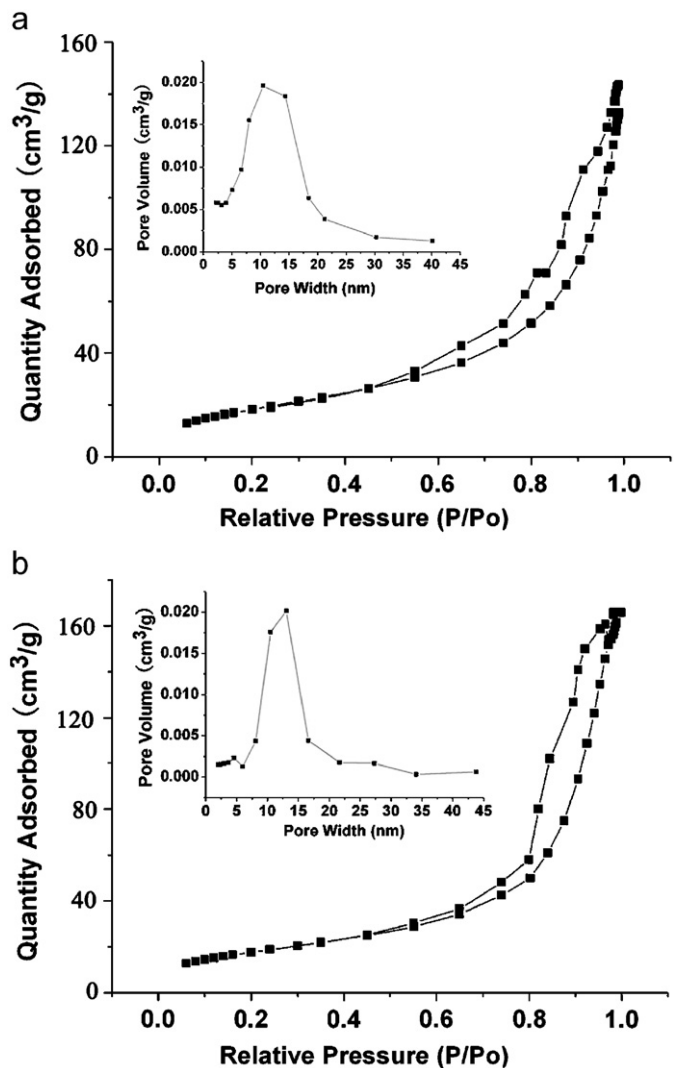 a
160
120
80
40
0
Quantity Adsorbed (cm³/g)
0.020
0.015
0.010
0.005
0.000
Pore Volume (cm³/g)
0 5 10 15 20 25 30 35 40 45
Pore Width (nm)
0.0 0.2 0.4 0.6 0.8 1.0
Relative Pressure (P/Po)
b
160
120
80
40
0
Quantity Adsorbed (cm³/g)
0.020
0.015
0.010
0.005
0.000
Pore Volume (cm³/g)
0 5 10 15 20 25 30 35 40 45
Pore Width (nm)
0.0 0.2 0.4 0.6 0.8 1.0
Relative Pressure (P/Po)